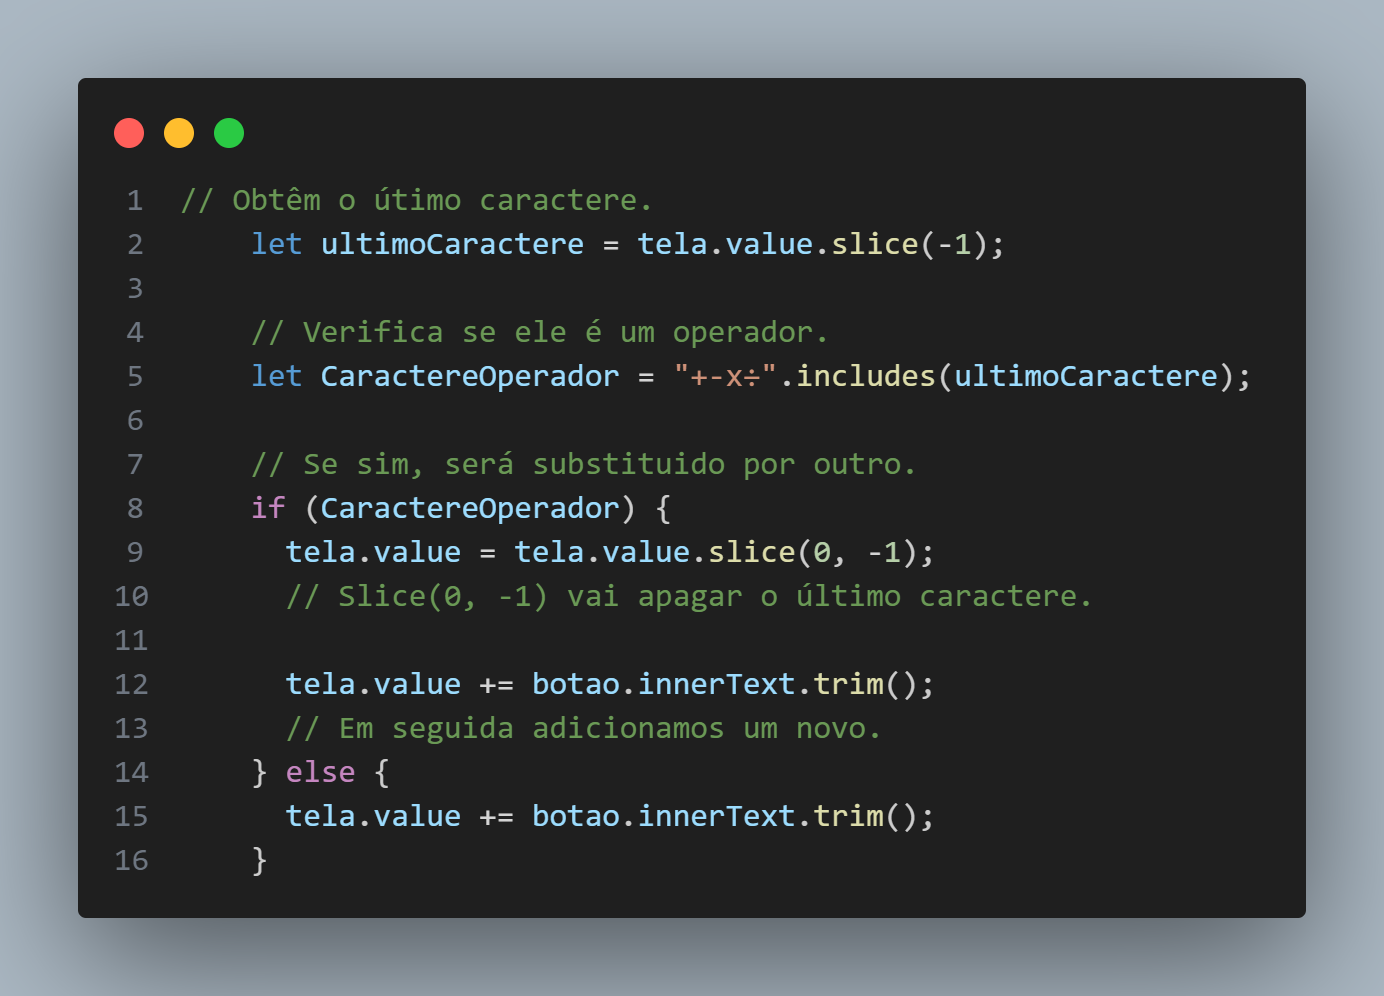 1 // Obtêm o útimo caractere.
2 let ultimoCaractere = tela.value.slice(-1);
3
4 // Verifica se ele é um operador.
5 let CaractereOperador = "+-x÷".includes(ultimoCaractere);
6
7 // Se sim, será substituido por outro.
8 if (CaractereOperador) {
9 tela.value = tela.value.slice(0, -1);
10 // Slice(0, -1) vai apagar o último caractere.
11
12 tela.value += botao.innerText.trim();
13 // Em seguida adicionamos um novo.
14 } else {
15 tela.value += botao.innerText.trim();
16 }